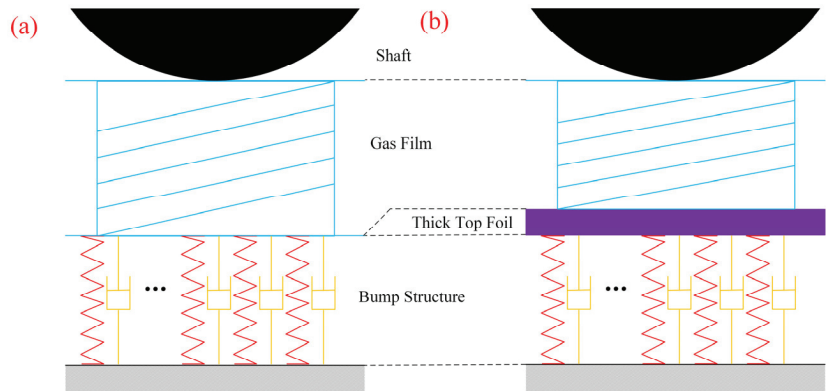 (a)
(b)
Shaft
Gas Film
Thick Top Foil
Bump Structure